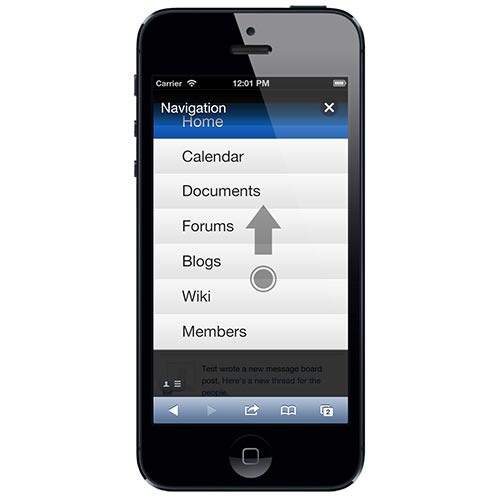 Carrier 12:01 PM
Navigation
Home
Calendar
Documents
Forums
Blogs
Wiki
Members
Test wrote a new message board
post, Here's a new thread for the
people.
2